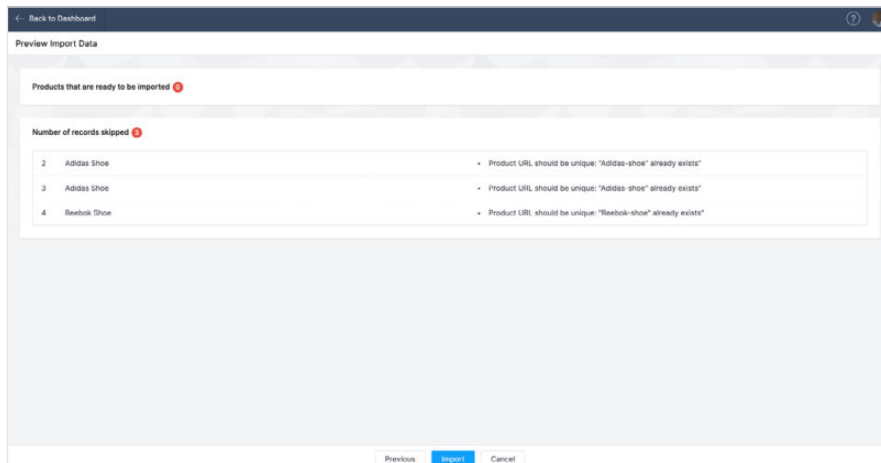 ← Back to Dashboard
Preview Import Data
Products that are ready to be imported 0
Number of records skipped 3
2 Adidas Shoe • Product URL should be unique: "Adidas-shoe" already exists"
3 Adidas Shoe • Product URL should be unique: "Adidas-shoe" already exists"
4 Reebok Shoe • Product URL should be unique: "Reebok-shoe" already exists"
Previous Import Cancel